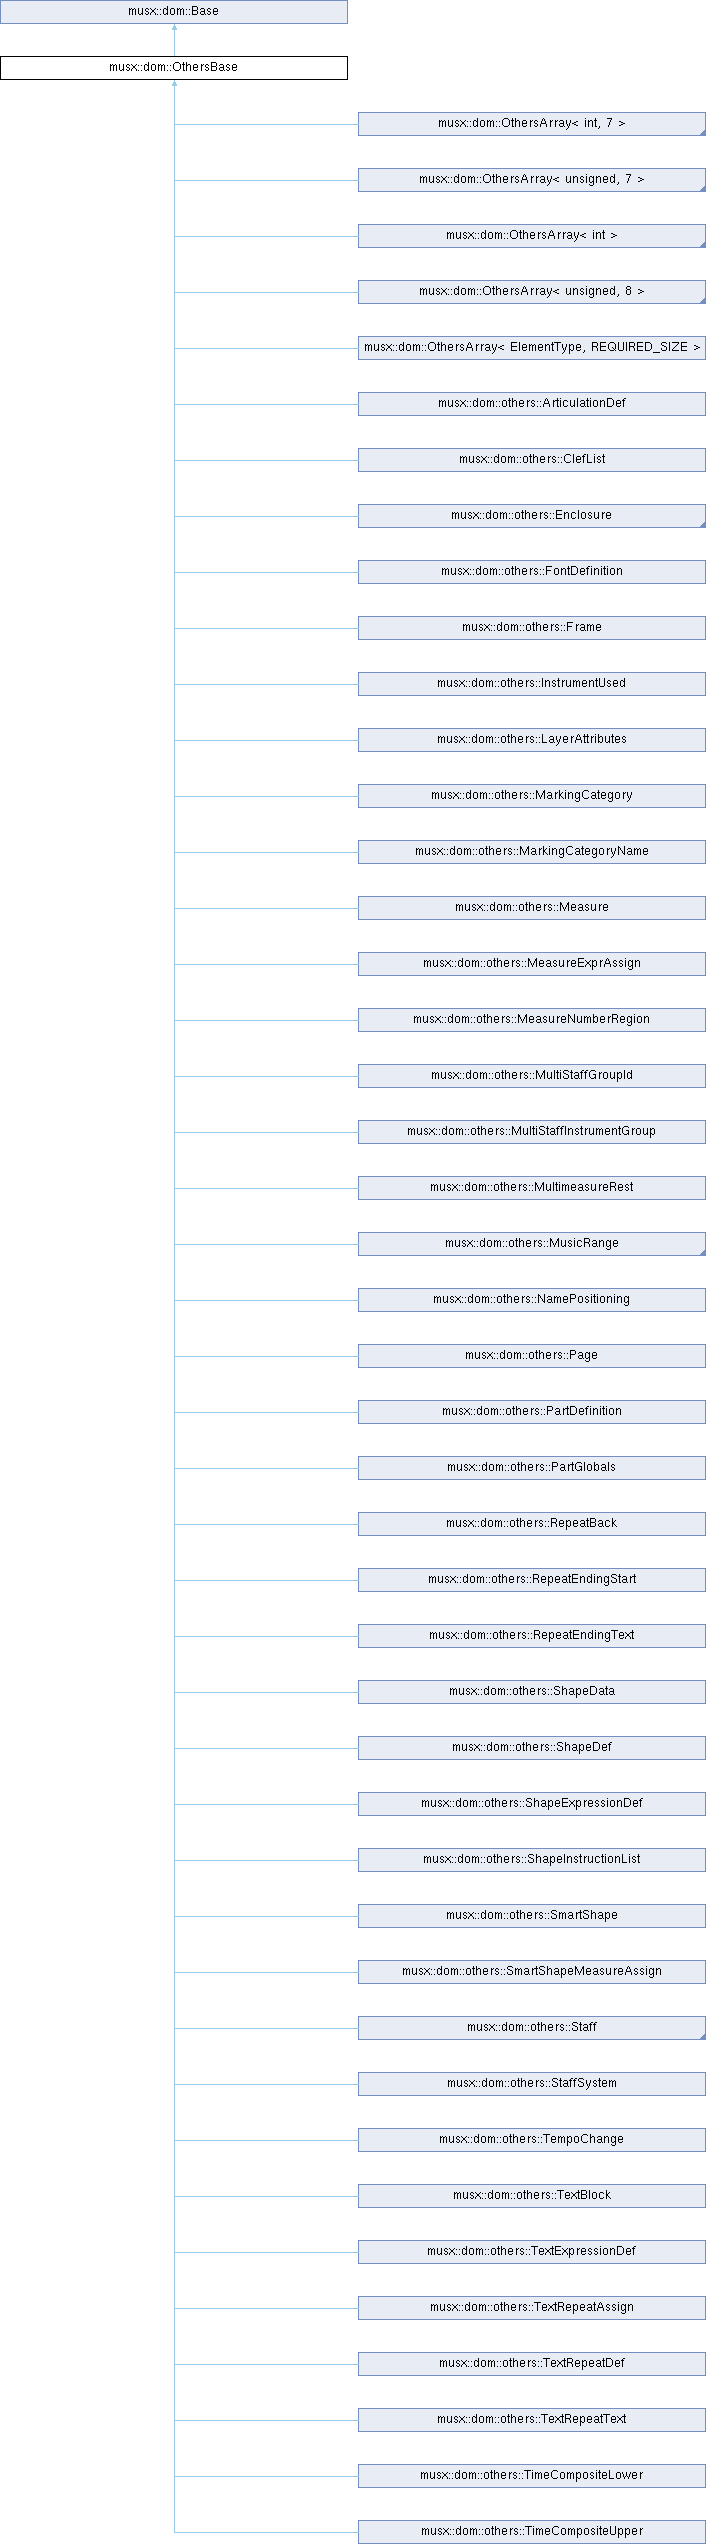 musx::dom::Base
musx::dom::OthersBase
musx::dom::OthersArray< int, 7 >
musx::dom::OthersArray< unsigned, 7 >
musx::dom::OthersArray< int >
musx::dom::OthersArray< unsigned, 8 >
musx::dom::OthersArray< ElementType, REQUIRED_SIZE >
musx::dom::others::ArticulationDef
musx::dom::others::ClefList
musx::dom::others::Enclosure
musx::dom::others::FontDefinition
musx::dom::others::Frame
musx::dom::others::InstrumentUsed
musx::dom::others::LayerAttributes
musx::dom::others::MarkingCategory
musx::dom::others::MarkingCategoryName
musx::dom::others::Measure
musx::dom::others::MeasureExprAssign
musx::dom::others::MeasureNumberRegion
musx::dom::others::MultiStaffGroupId
musx::dom::others::MultiStaffInstrumentGroup
musx::dom::others::MultimeasureRest
musx::dom::others::MusicRange
musx::dom::others::NamePositioning
musx::dom::others::Page
musx::dom::others::PartDefinition
musx::dom::others::PartGlobals
musx::dom::others::RepeatBack
musx::dom::others::RepeatEndingStart
musx::dom::others::RepeatEndingText
musx::dom::others::ShapeData
musx::dom::others::ShapeDef
musx::dom::others::ShapeExpressionDef
musx::dom::others::ShapeInstructionList
musx::dom::others::SmartShape
musx::dom::others::SmartShapeMeasureAssign
musx::dom::others::Staff
musx::dom::others::StaffSystem
musx::dom::others::TempoChange
musx::dom::others::TextBlock
musx::dom::others::TextExpressionDef
musx::dom::others::TextRepeatAssign
musx::dom::others::TextRepeatDef
musx::dom::others::TextRepeatText
musx::dom::others::TimeCompositeLower
musx::dom::others::TimeCompositeUpper